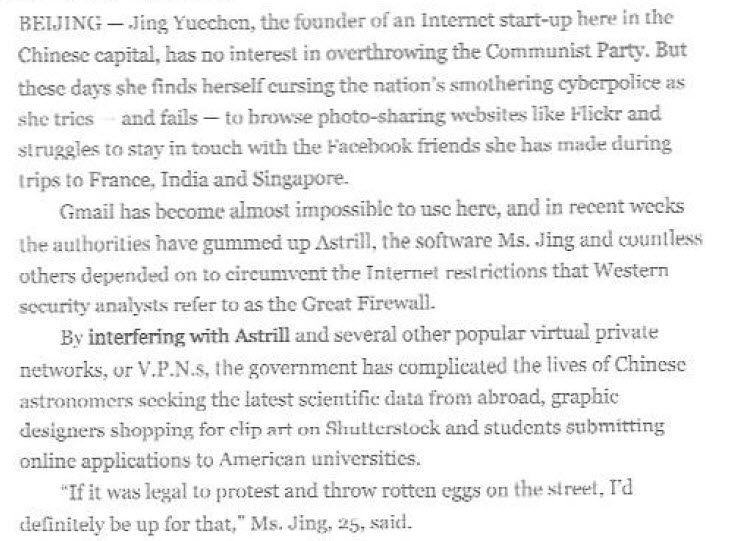 BEIJING — Jing Yuechen, the founder of an Internet start-up here in the
Chinese capital, has no interest in overthrowing the Communist Party. But
these days she finds herself cursing the nation's smothering cyberpolice as
she tries — and fails — to browse photo-sharing websites like Flickr and
struggles to stay in touch with the Facebook friends she has made during
trips to France, India and Singapore.
Gmail has become almost impossible to use here, and in recent weeks
the authorities have gummed up Astrill, the software Ms. Jing and countless
others depended on to circumvent the Internet restrictions that Western
security analysts refer to as the Great Firewall.
By interfering with Astrill and several other popular virtual private
networks, or V.P.N.s, the government has complicated the lives of Chinese
astronomers seeking the latest scientific data from abroad, graphic
designers shopping for clip art on Shutterstock and students submitting
online applications to American universities.
“If it was legal to protest and throw rotten eggs on the street, I’d
definitely be up for that,” Ms. Jing, 25, said.